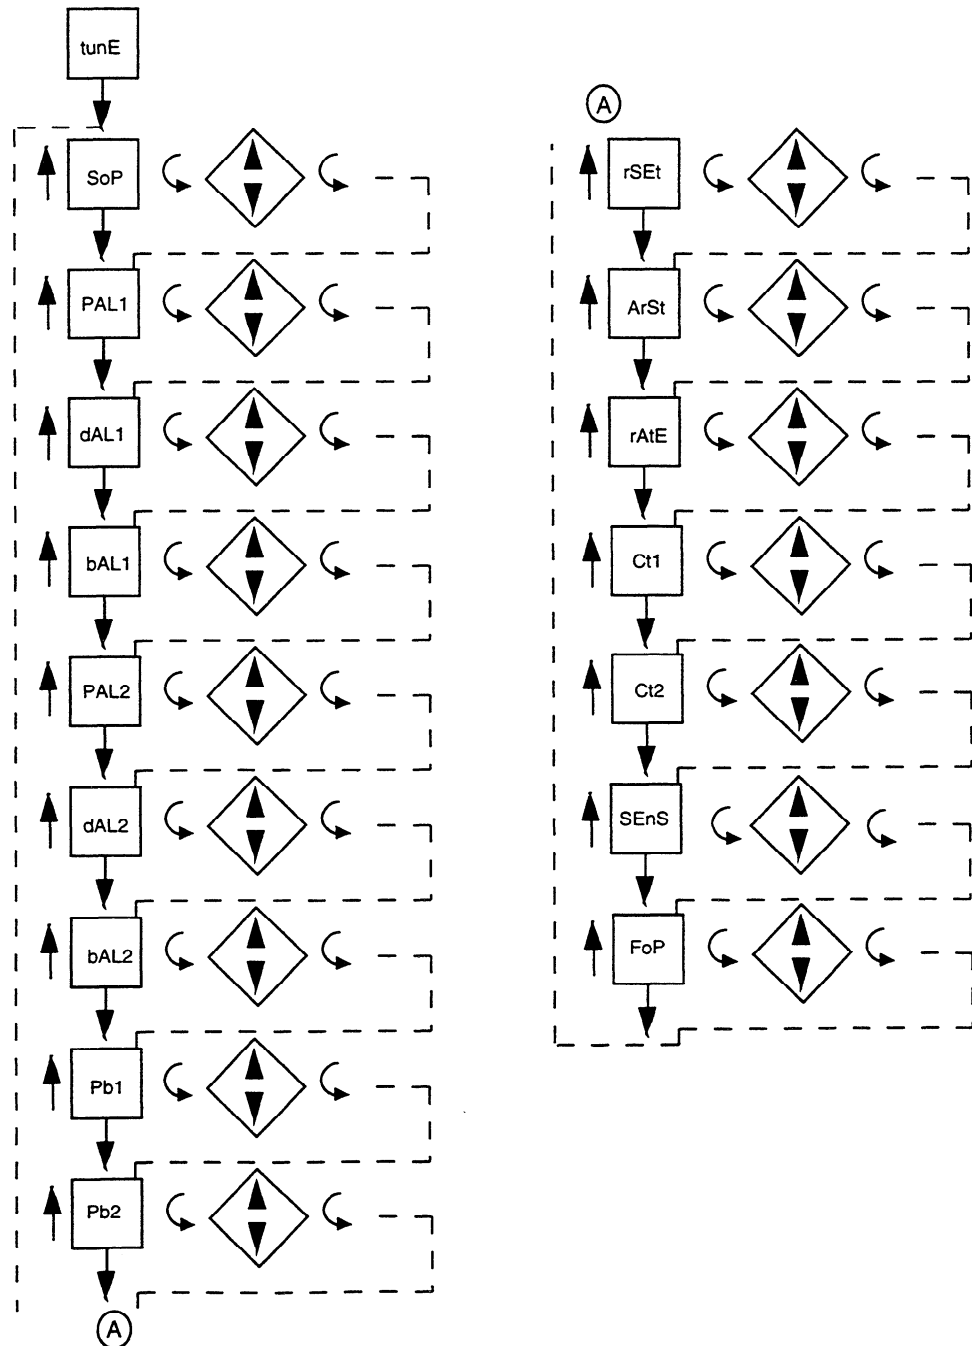 tunE
SoP
PAL1
dAL1
bAL1
PAL2
dAL2
bAL2
Pb1
Pb2
A
A
rSEt
ArSt
rAtE
Ct1
Ct2
SEnS
FoP